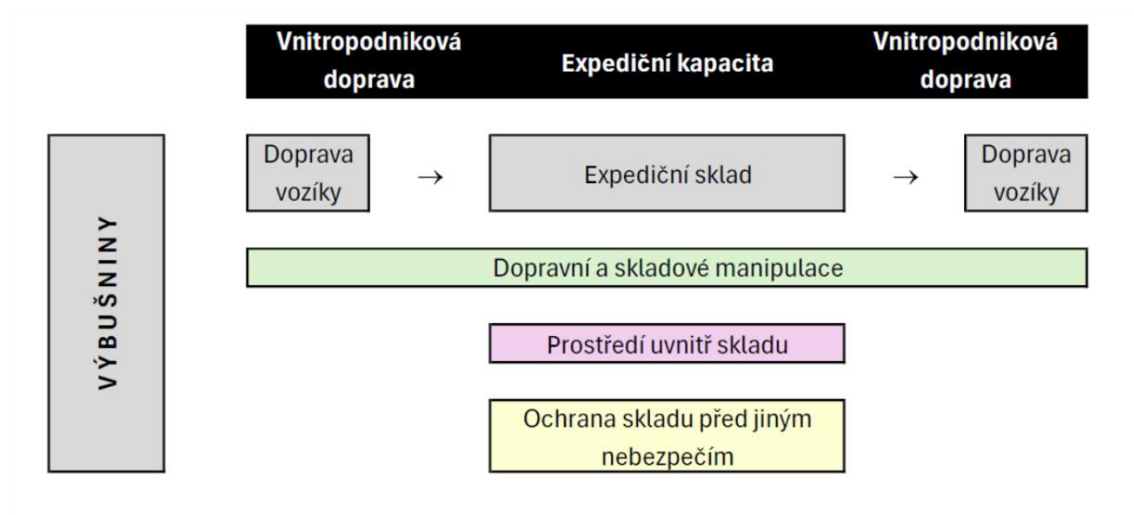 Vnitropodniková
doprava
Expediční kapacita
Vnitropodniková
doprava
VÝBUŠNINY
Doprava
vozíky
→
Expediční sklad
→
Doprava
vozíky
Dopravní a skladové manipulace
Prostředí uvnitř skladu
Ochrana skladu před jiným
nebezpečím